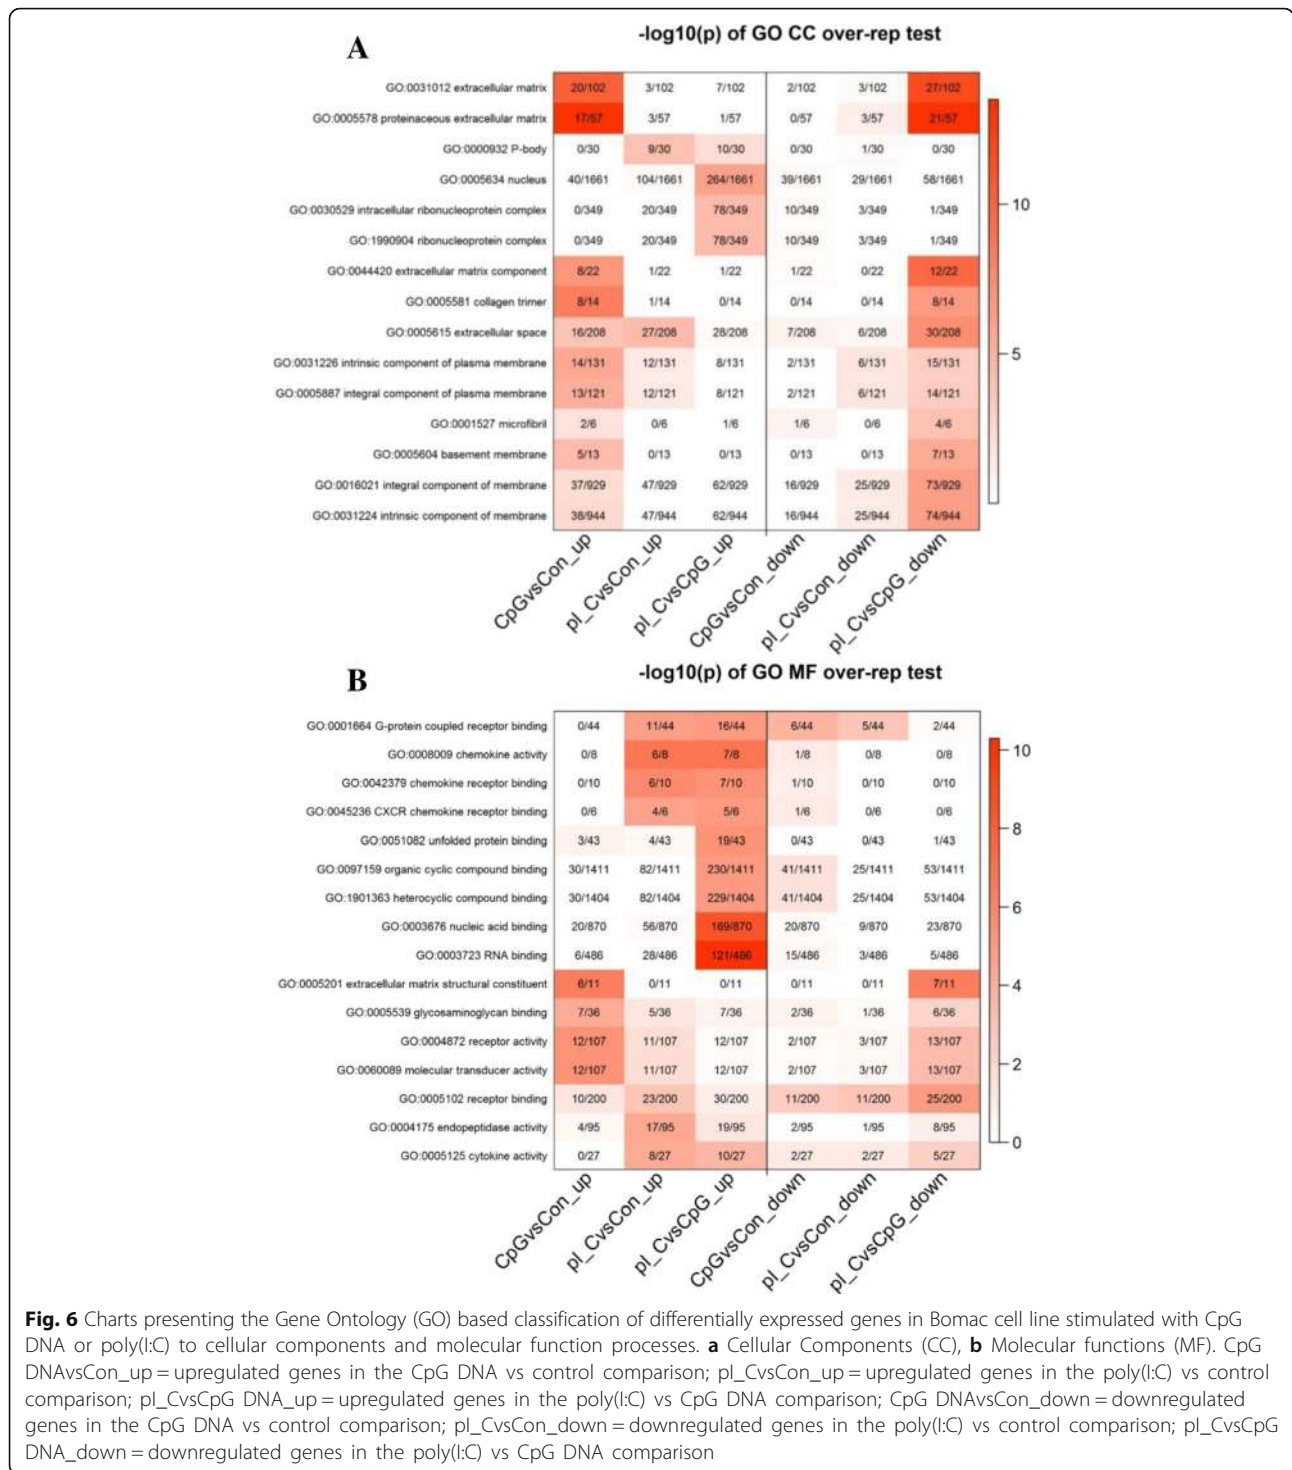 A
-log10(p) of GO CC over-rep test
GO:0031012 extracellular matrix 20/102 3/102 7/102 2/102 3/102 27/102
GO:0005578 proteinaceous extracellular matrix 17/57 3/57 1/57 0/57 3/57 21/57
GO:0000932 P-body 0/30 9/30 10/30 0/30 1/30 0/30
GO:0005634 nucleus 40/1661 104/1661 264/1661 39/1661 29/1661 58/1661
GO:0030529 intracellular ribonucleoprotein complex 0/349 20/349 78/349 10/349 3/349 1/349
10
GO:1990904 ribonucleoprotein complex 0/349 20/349 78/349 10/349 3/349 1/349
GO:0044420 extracellular matrix component 8/22 1/22 1/22 1/22 0/22 12/22
GO:0005581 collagen trimer 8/14 1/14 0/14 0/14 0/14 8/14
GO:0005615 extracellular space 16/208 27/208 28/208 7/208 6/208 30/208
5
GO:0031226 intrinsic component of plasma membrane 14/131 12/131 8/131 2/131 6/131 15/131
GO:0005887 integral component of plasma membrane 13/121 12/121 8/121 2/121 6/121 14/121
GO:0001527 microfibril 2/6 0/6 1/6 1/6 0/6 4/6
GO:0005604 basement membrane 5/13 0/13 0/13 0/13 0/13 7/13
GO:0016021 integral component of membrane 37/929 47/929 62/929 16/929 25/929 73/929
GO:0031224 intrinsic component of membrane 38/944 47/944 62/944 16/944 25/944 74/944
CpGvsCon_up pI_CvsCon_up pI_CvsCpG_up CpGvsCon_down pI_CvsCon_down pI_CvsCpG_down
B
-log10(p) of GO MF over-rep test
GO:0001664 G-protein coupled receptor binding 0/44 11/44 16/44 6/44 5/44 2/44
GO:0008009 chemokine activity 0/8 6/8 7/8 1/8 0/8 0/8
10
GO:0042379 chemokine receptor binding 0/10 6/10 7/10 1/10 0/10 0/10
GO:0045236 CXCR chemokine receptor binding 0/6 4/6 5/6 1/6 0/6 0/6
8
GO:0051082 unfolded protein binding 3/43 4/43 19/43 0/43 0/43 1/43
GO:0097159 organic cyclic compound binding 30/1411 82/1411 230/1411 41/1411 25/1411 53/1411
GO:1901363 heterocyclic compound binding 30/1404 82/1404 229/1404 41/1404 25/1404 53/1404
6
GO:0003676 nucleic acid binding 20/870 56/870 169/870 20/870 9/870 23/870
GO:0003723 RNA binding 6/486 28/486 121/486 15/486 3/486 5/486
GO:0005201 extracellular matrix structural constituent 6/11 0/11 0/11 0/11 0/11 7/11
4
GO:0005539 glycosaminoglycan binding 7/36 5/36 7/36 2/36 1/36 6/36
GO:0004872 receptor activity 12/107 11/107 12/107 2/107 3/107 13/107
GO:0060089 molecular transducer activity 12/107 11/107 12/107 2/107 3/107 13/107
2
GO:0005102 receptor binding 10/200 23/200 30/200 11/200 11/200 25/200
GO:0004175 endopeptidase activity 4/95 17/95 19/95 2/95 1/95 8/95
0
GO:0005125 cytokine activity 0/27 8/27 10/27 2/27 2/27 5/27
CpGvsCon_up pI_CvsCon_up pI_CvsCpG_up CpGvsCon_down pI_CvsCon_down pI_CvsCpG_down
Fig. 6 Charts presenting the Gene Ontology (GO) based classification of differentially expressed genes in Bomac cell line stimulated with CpG
DNA or poly(I:C) to cellular components and molecular function processes. a Cellular Components (CC), b Molecular functions (MF). CpG
DNAvsCon_up = upregulated genes in the CpG DNA vs control comparison; pI_CvsCon_up = upregulated genes in the poly(I:C) vs control
comparison; pI_CvsCpG DNA_up = upregulated genes in the poly(I:C) vs CpG DNA comparison; CpG DNAvsCon_down = downregulated
genes in the CpG DNA vs control comparison; pI_CvsCon_down = downregulated genes in the poly(I:C) vs control comparison; pI_CvsCpG
DNA_down = downregulated genes in the poly(I:C) vs CpG DNA comparison